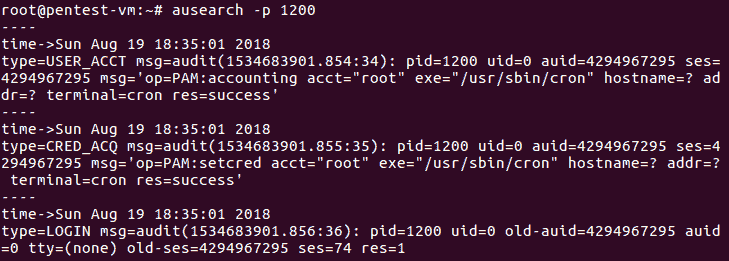 root@pentest-vm:~# ausearch -p 1200
----
time->Sun Aug 19 18:35:01 2018
type=USER_ACCT msg=audit(1534683901.854:34): pid=1200 uid=0 auid=4294967295 ses=
4294967295 msg='op=PAM:accounting acct="root" exe="/usr/sbin/cron" hostname=? ad
dr=? terminal=cron res=success'
----
time->Sun Aug 19 18:35:01 2018
type=CRED_ACQ msg=audit(1534683901.855:35): pid=1200 uid=0 auid=4294967295 ses=4
294967295 msg='op=PAM:setcred acct="root" exe="/usr/sbin/cron" hostname=? addr=?
 terminal=cron res=success'
----
time->Sun Aug 19 18:35:01 2018
type=LOGIN msg=audit(1534683901.856:36): pid=1200 uid=0 old-auid=4294967295 auid
=0 tty=(none) old-ses=4294967295 ses=74 res=1